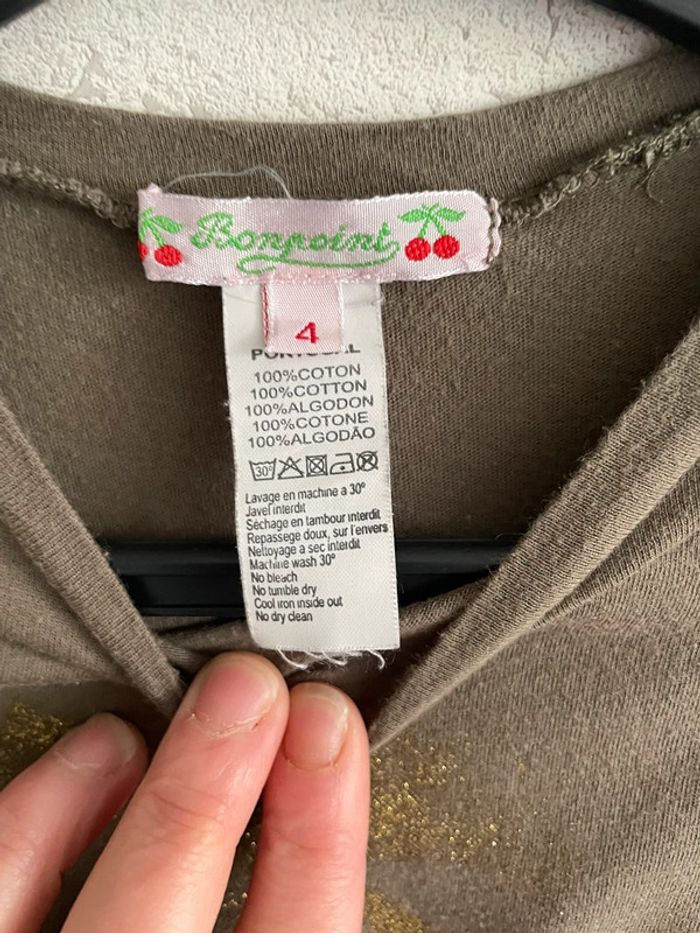 Bonpoint
4
PORTUGAL
100%COTON
100%COTTON
100%ALGODON
100%COTONE
100%ALGODÃO
30°
Lavage en machine a 30°
Javel interdit
Séchage en tambour interdit
Repassege doux, sur l'envers
Nettoyage a sec interdit
Machine wash 30°
No bleach
No tumble dry
Cool iron inside out
No dry clean